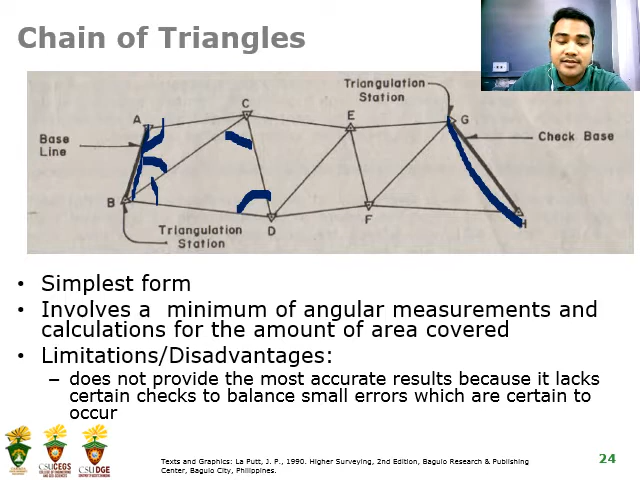 Chain of Triangles
Triangulation
Station
C
A
E
G
Base
Line
Check Base
B
Triangulation
Station
D
F
H
• Simplest form
• Involves a minimum of angular measurements and
calculations for the amount of area covered
• Limitations/Disadvantages:
– does not provide the most accurate results because it lacks
certain checks to balance small errors which are certain to
occur
CSUCEGS
CSUDGE
Texts and Graphics: La Putt, J. P., 1990. Higher Surveying, 2nd Edition, Baguio Research & Publishing
Center, Baguio City, Philippines.
24